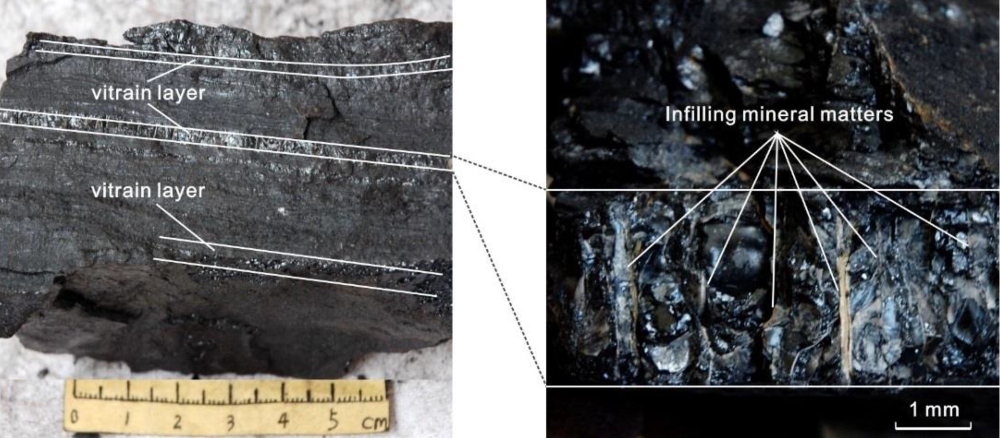 vitrain layer
vitrain layer
0 1 2 3 4 5 cm
Infilling mineral matters
1 mm